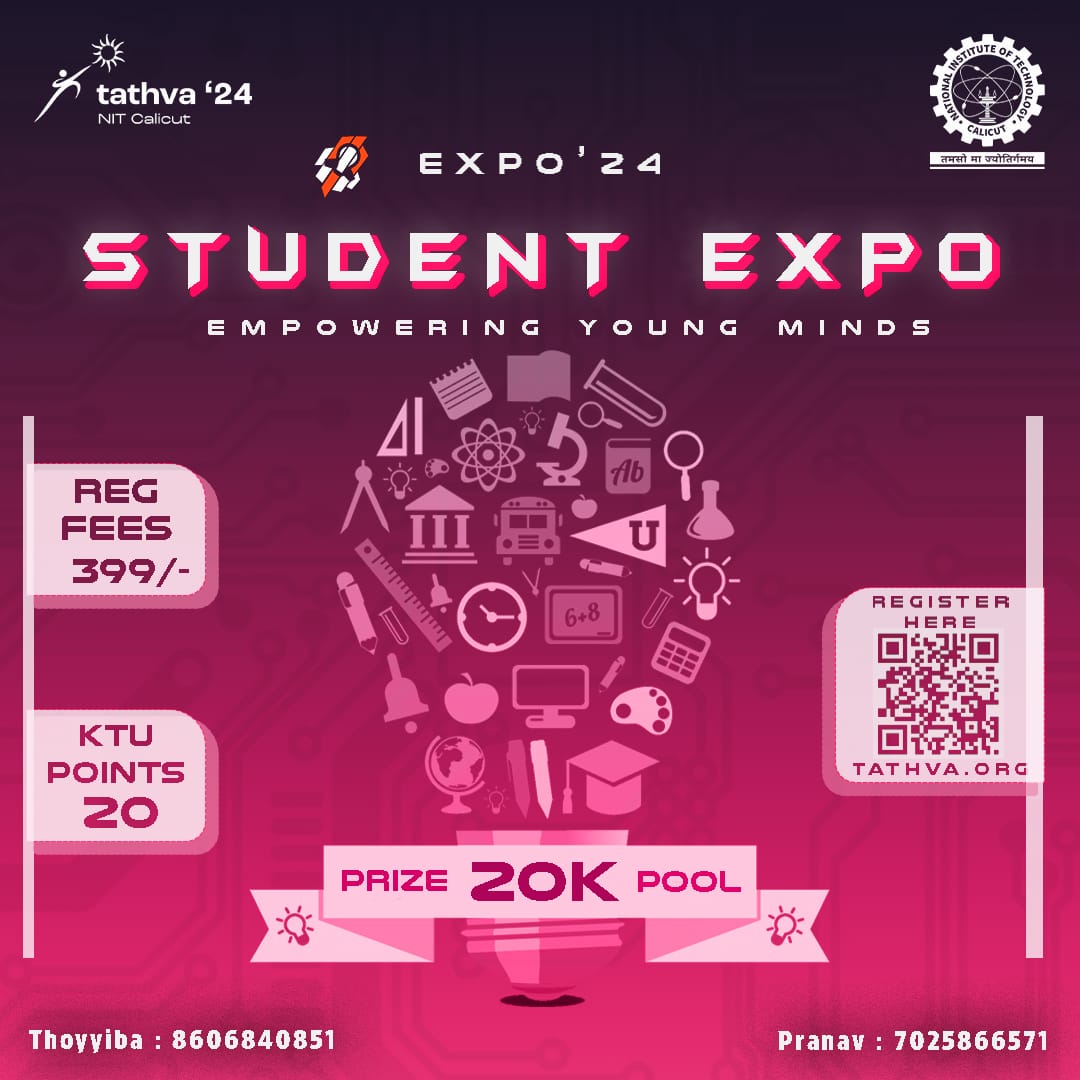 tathva ‘24
NIT Calicut
NATIONAL INSTITUTE OF TECHNOLOGY
CALICUT
तमसो मा ज्योतिर्गमय
EXPO’24
STUDENT EXPO
EMPOWERING YOUNG MINDS
Ab
U
6+8
REG
FEES
399/-
KTU
POINTS
20
REGISTER
HERE
TATHVA.ORG
PRIZE 20K POOL
Thoyyiba : 8606840851
Pranav : 7025866571